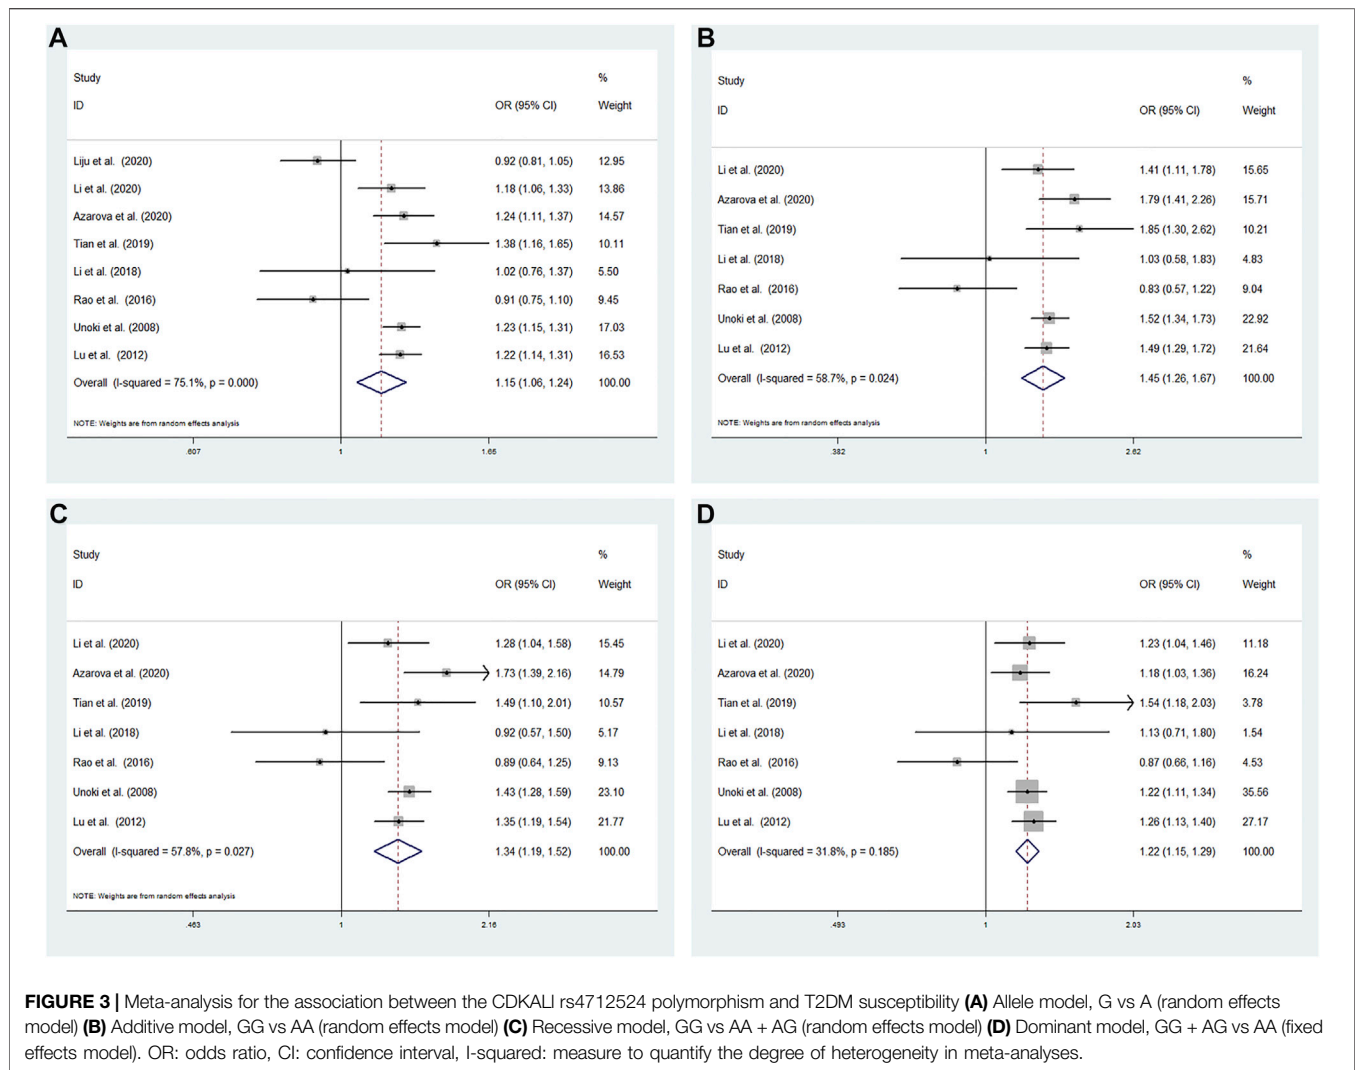 A
Study %
ID OR (95% CI) Weight
Liju et al. (2020) 0.92 (0.81, 1.05) 12.95
Li et al. (2020) 1.18 (1.06, 1.33) 13.86
Azarova et al. (2020) 1.24 (1.11, 1.37) 14.57
Tian et al. (2019) 1.38 (1.16, 1.65) 10.11
Li et al. (2018) 1.02 (0.76, 1.37) 5.50
Rao et al. (2016) 0.91 (0.75, 1.10) 9.45
Unoki et al. (2008) 1.23 (1.15, 1.31) 17.03
Lu et al. (2012) 1.22 (1.14, 1.31) 16.53
Overall (I-squared = 75.1%, p = 0.000) 1.15 (1.06, 1.24) 100.00
NOTE: Weights are from random effects analysis
.607 1 1.65
B
Study %
ID OR (95% CI) Weight
Li et al. (2020) 1.41 (1.11, 1.78) 15.65
Azarova et al. (2020) 1.79 (1.41, 2.26) 15.71
Tian et al. (2019) 1.85 (1.30, 2.62) 10.21
Li et al. (2018) 1.03 (0.58, 1.83) 4.83
Rao et al. (2016) 0.83 (0.57, 1.22) 9.04
Unoki et al. (2008) 1.52 (1.34, 1.73) 22.92
Lu et al. (2012) 1.49 (1.29, 1.72) 21.64
Overall (I-squared = 58.7%, p = 0.024) 1.45 (1.26, 1.67) 100.00
NOTE: Weights are from random effects analysis
.382 1 2.62
C
Study %
ID OR (95% CI) Weight
Li et al. (2020) 1.28 (1.04, 1.58) 15.45
Azarova et al. (2020) 1.73 (1.39, 2.16) 14.79
Tian et al. (2019) 1.49 (1.10, 2.01) 10.57
Li et al. (2018) 0.92 (0.57, 1.50) 5.17
Rao et al. (2016) 0.89 (0.64, 1.25) 9.13
Unoki et al. (2008) 1.43 (1.28, 1.59) 23.10
Lu et al. (2012) 1.35 (1.19, 1.54) 21.77
Overall (I-squared = 57.8%, p = 0.027) 1.34 (1.19, 1.52) 100.00
NOTE: Weights are from random effects analysis
.463 1 2.16
D
Study %
ID OR (95% CI) Weight
Li et al. (2020) 1.23 (1.04, 1.46) 11.18
Azarova et al. (2020) 1.18 (1.03, 1.36) 16.24
Tian et al. (2019) 1.54 (1.18, 2.03) 3.78
Li et al. (2018) 1.13 (0.71, 1.80) 1.54
Rao et al. (2016) 0.87 (0.66, 1.16) 4.53
Unoki et al. (2008) 1.22 (1.11, 1.34) 35.56
Lu et al. (2012) 1.26 (1.13, 1.40) 27.17
Overall (I-squared = 31.8%, p = 0.185) 1.22 (1.15, 1.29) 100.00
.493 1 2.03
FIGURE 3 | Meta-analysis for the association between the CDKALI rs4712524 polymorphism and T2DM susceptibility (A) Allele model, G vs A (random effects
model) (B) Additive model, GG vs AA (random effects model) (C) Recessive model, GG vs AA + AG (random effects model) (D) Dominant model, GG + AG vs AA (fixed
effects model). OR: odds ratio, CI: confidence interval, I-squared: measure to quantify the degree of heterogeneity in meta-analyses.